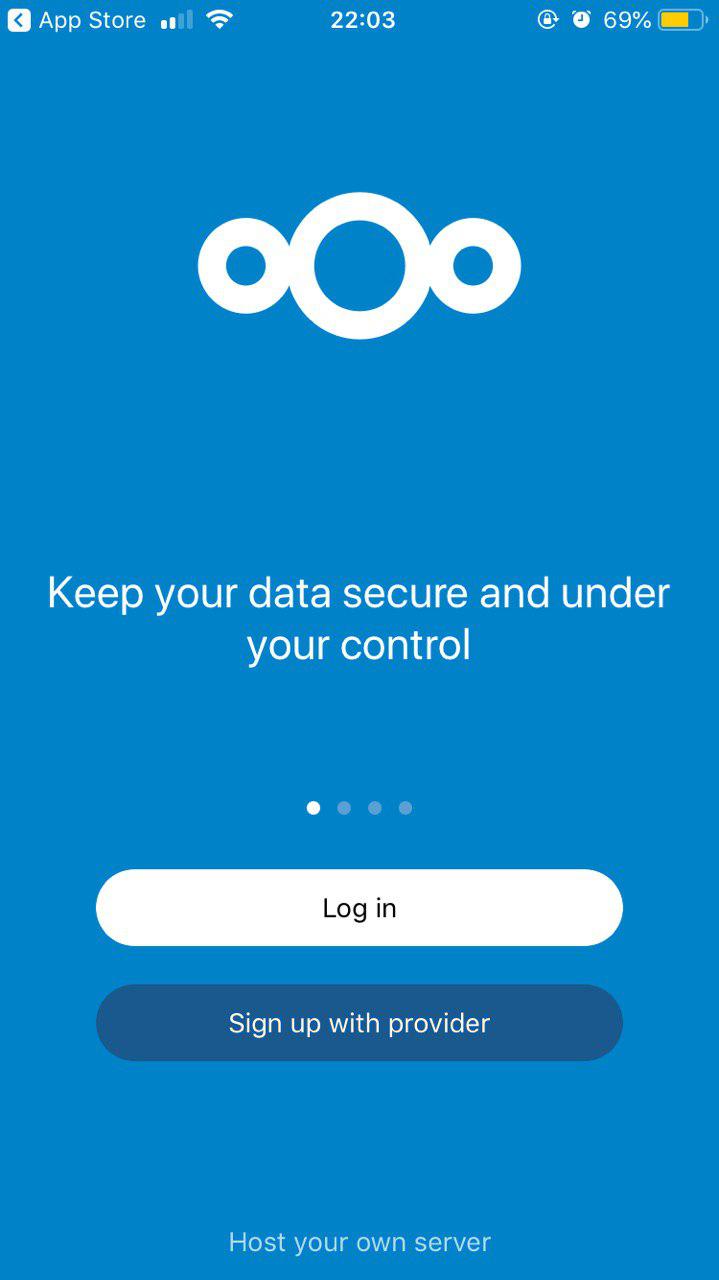 App Store 22:03 69%
Keep your data secure and under
your control
Log in
Sign up with provider
Host your own server